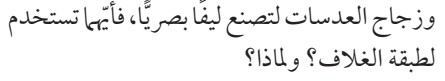 وزجاج العدسات لتصنع ليفًا بصريًّا، فأيّهما تستخدم
لطبقة الغلاف؟ ولماذا؟